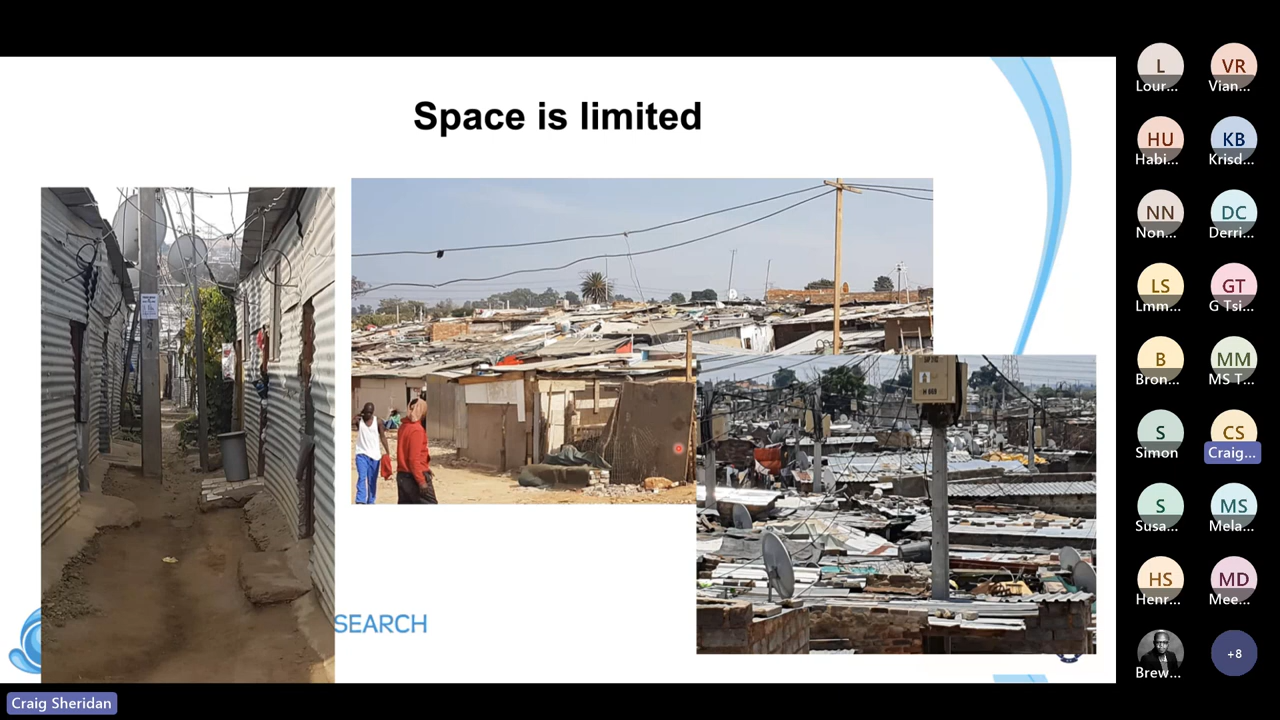 Space is limited
SEARCH
Craig Sheridan
L
Lour...
VR
Vian...
HU
Habi...
KB
Krisd...
NN
Non...
DC
Derri...
LS
Lmm...
GT
G Tsi...
B
Bron...
MM
MS T...
S
Simon
CS
Craig...
S
Susa...
MS
Mela...
HS
Henr...
MD
Mee...
Brew...
+8